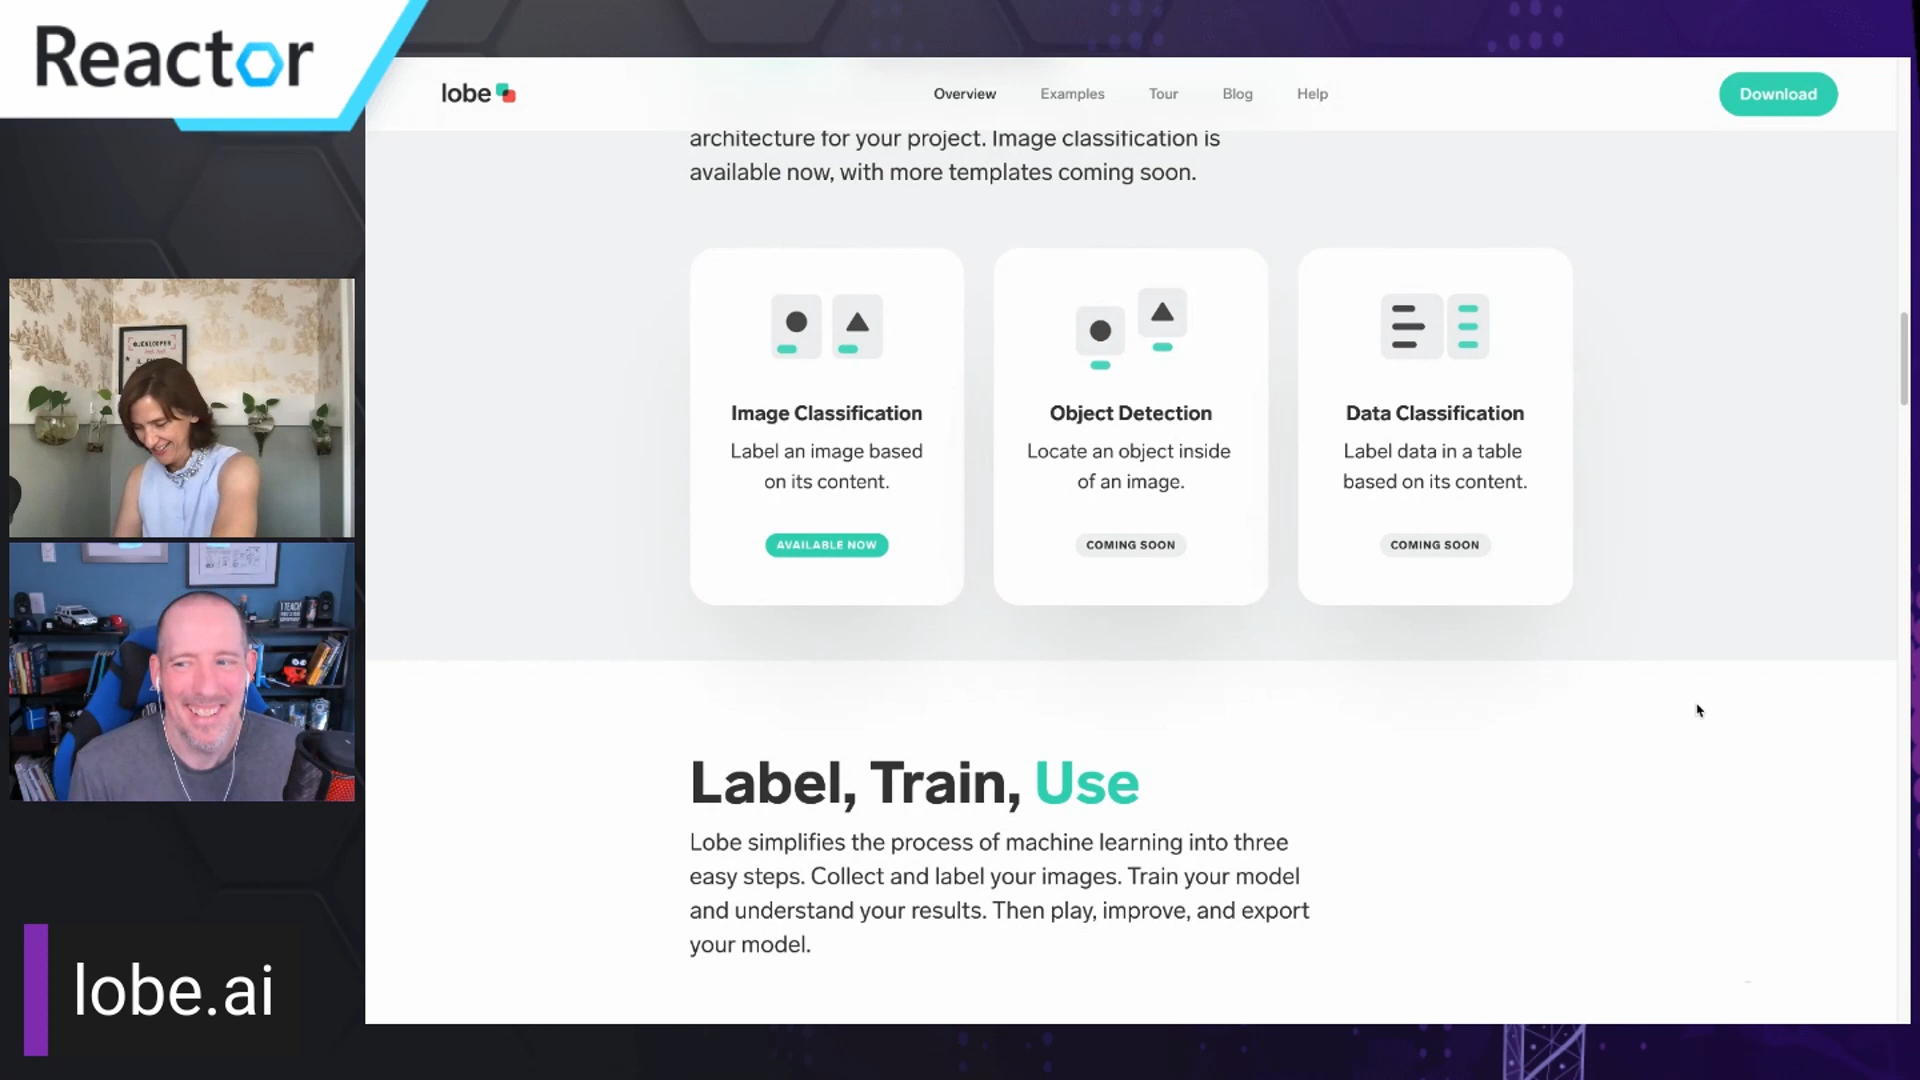 Reactor
lobe
Overview
Examples
Tour
Blog
Help
Download
architecture for your project. Image classification is
available now, with more templates coming soon.
Image Classification
Label an image based
on its content.
AVAILABLE NOW
Object Detection
Locate an object inside
of an image.
COMING SOON
Data Classification
Label data in a table
based on its content.
COMING SOON
Label, Train, Use
Lobe simplifies the process of machine learning into three
easy steps. Collect and label your images. Train your model
and understand your results. Then play, improve, and export
your model.
I TEACH
lobe.ai